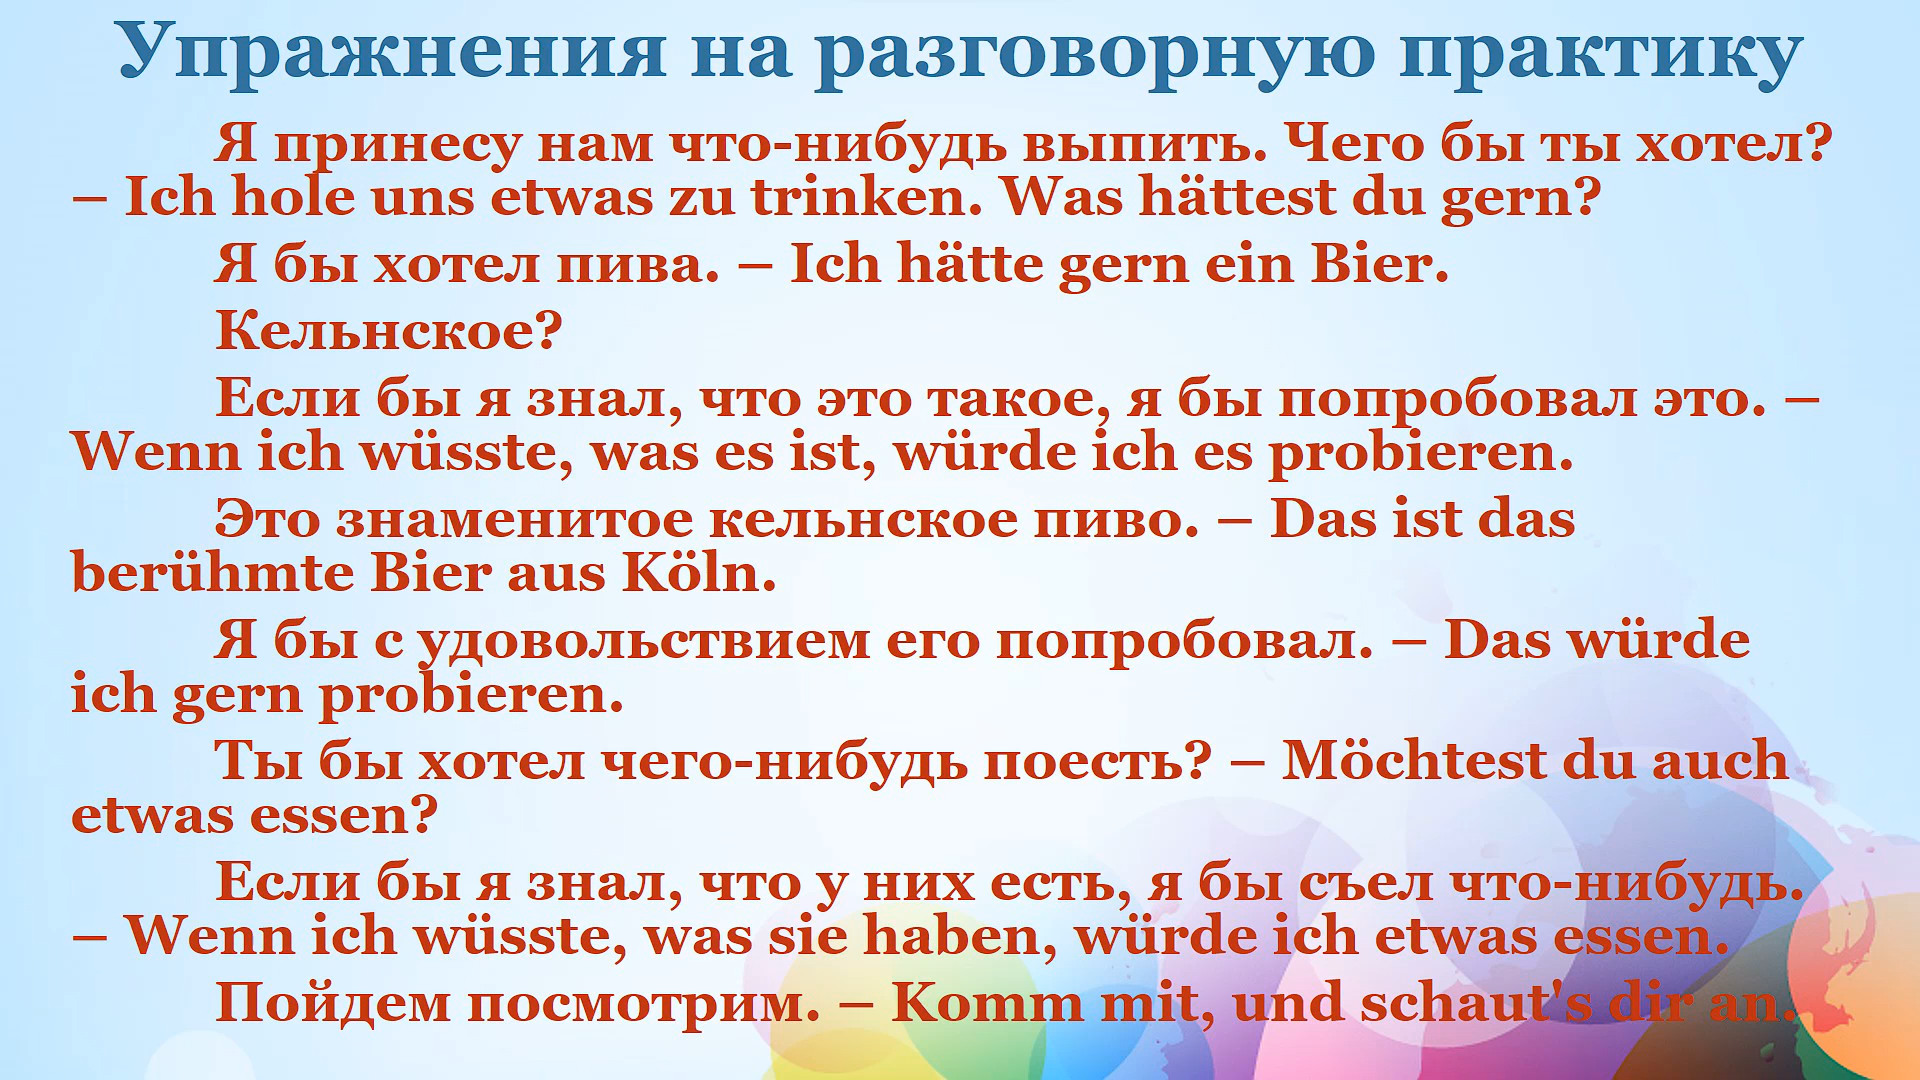 Упражнения на разговорную практику
Я принесу нам что-нибудь выпить. Чего бы ты хотел?
– Ich hole uns etwas zu trinken. Was hättest du gern?
Я бы хотел пива. – Ich hätte gern ein Bier.
Кельнское?
Если бы я знал, что это такое, я бы попробовал это. –
Wenn ich wüsste, was es ist, würde ich es probieren.
Это знаменитое кельнское пиво. – Das ist das
berühmte Bier aus Köln.
Я бы с удовольствием его попробовал. – Das würde
ich gern probieren.
Ты бы хотел чего-нибудь поесть? – Möchtest du auch
etwas essen?
Если бы я знал, что у них есть, я бы съел что-нибудь.
– Wenn ich wüsste, was sie haben, würde ich etwas essen.
Пойдем посмотрим. – Komm mit, und schaut's dir an.